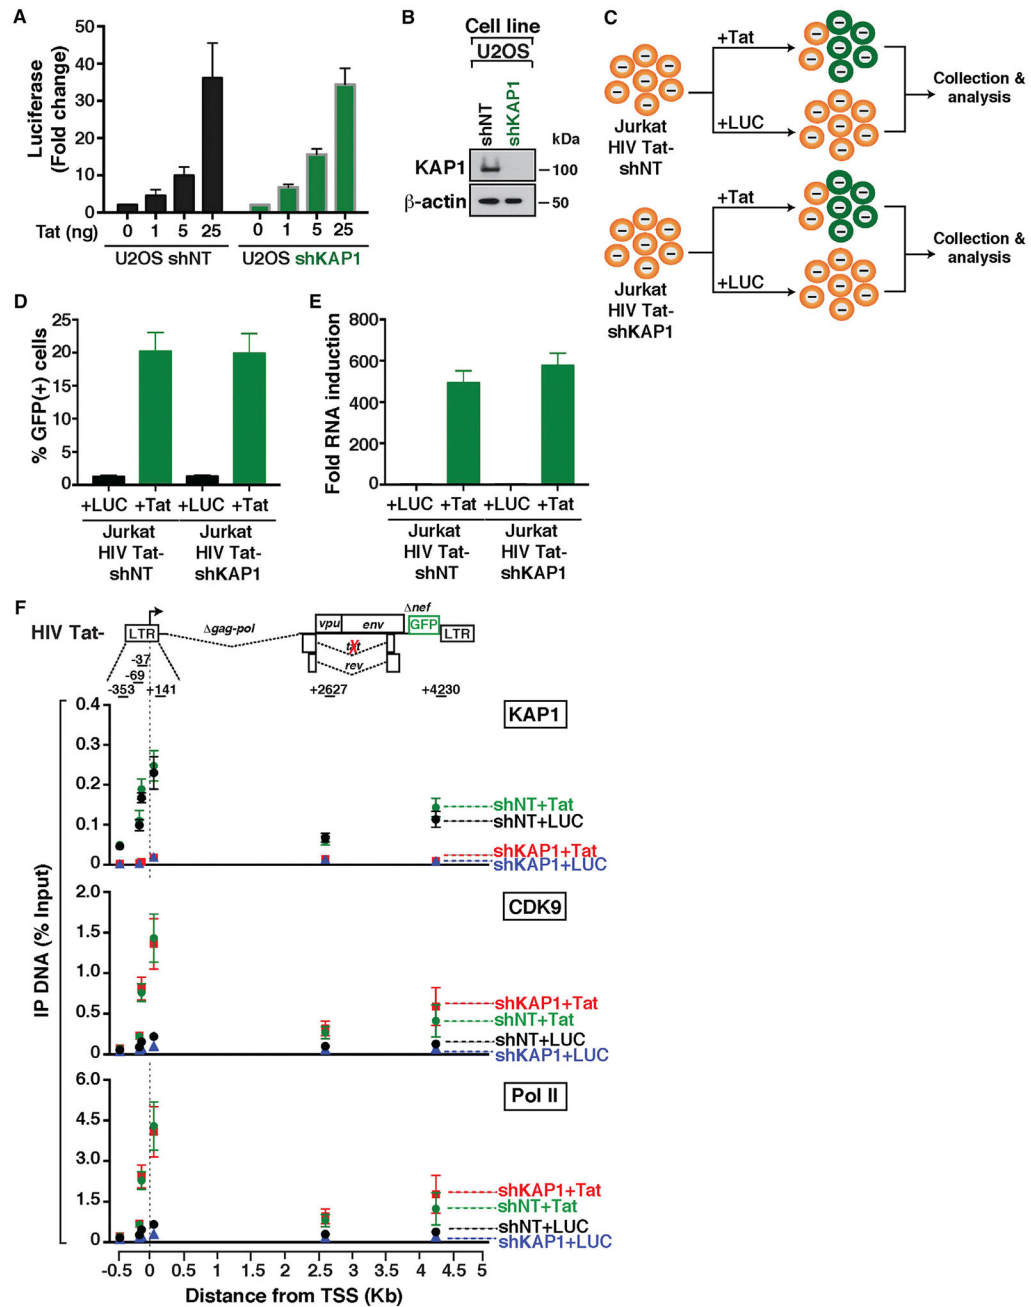 A
Luciferase
(Fold change)
50
40
30
20
10
0
Tat (ng)
0 1 5 25
0 1 5 25
U2OS shNT
U2OS shKAP1
B
Cell line
U2OS
shNT
shKAP1
kDa
KAP1
100
β-actin
50
C
Jurkat
HIV Tat-
shNT
+Tat
+LUC
Collection &
analysis
Jurkat
HIV Tat-
shKAP1
+Tat
+LUC
Collection &
analysis
D
% GFP(+) cells
25
20
15
10
5
0
+LUC +Tat +LUC +Tat
Jurkat
HIV Tat-
shNT
Jurkat
HIV Tat-
shKAP1
E
Fold RNA induction
800
600
400
200
0
+LUC +Tat +LUC +Tat
Jurkat
HIV Tat-
shNT
Jurkat
HIV Tat-
shKAP1
F
HIV Tat-
LTR
Δgag-pol
vpu
env
Δnef
GFP
LTR
tat
X
rev
-37
-69
-353
+141
+2627
+4230
IP DNA (% Input)
KAP1
0.4
0.3
0.2
0.1
0
shNT+Tat
shNT+LUC
shKAP1+Tat
shKAP1+LUC
CDK9
2.0
1.5
1.0
0.5
0
shKAP1+Tat
shNT+Tat
shNT+LUC
shKAP1+LUC
Pol II
6.0
4.5
3.0
1.5
0
shKAP1+Tat
shNT+Tat
shNT+LUC
shKAP1+LUC
-0.5 0 0.5 1 1.5 2 2.5 3 3.5 4 4.5 5
Distance from TSS (Kb)